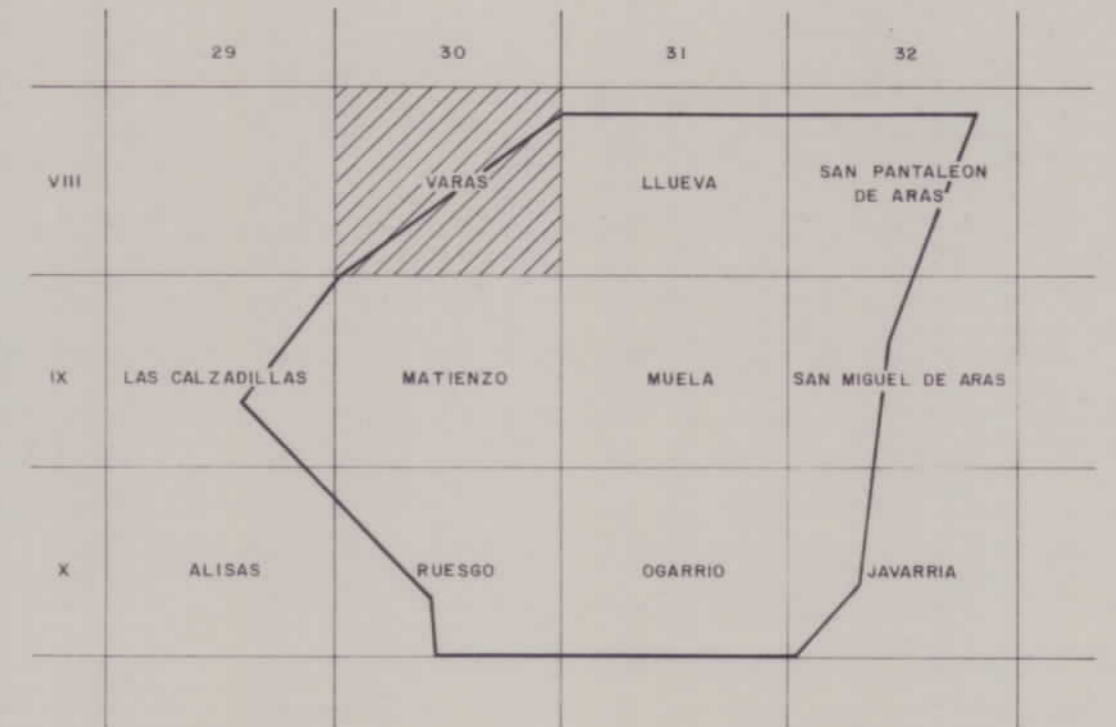 29 30 31 32
VIII VARAS LLUEVA SAN PANTALEON
DE ARAS
IX LAS CALZADILLAS MATIENZO MUELA SAN MIGUEL DE ARAS
X ALISAS RUESGO OGARRIO JAVARRIA